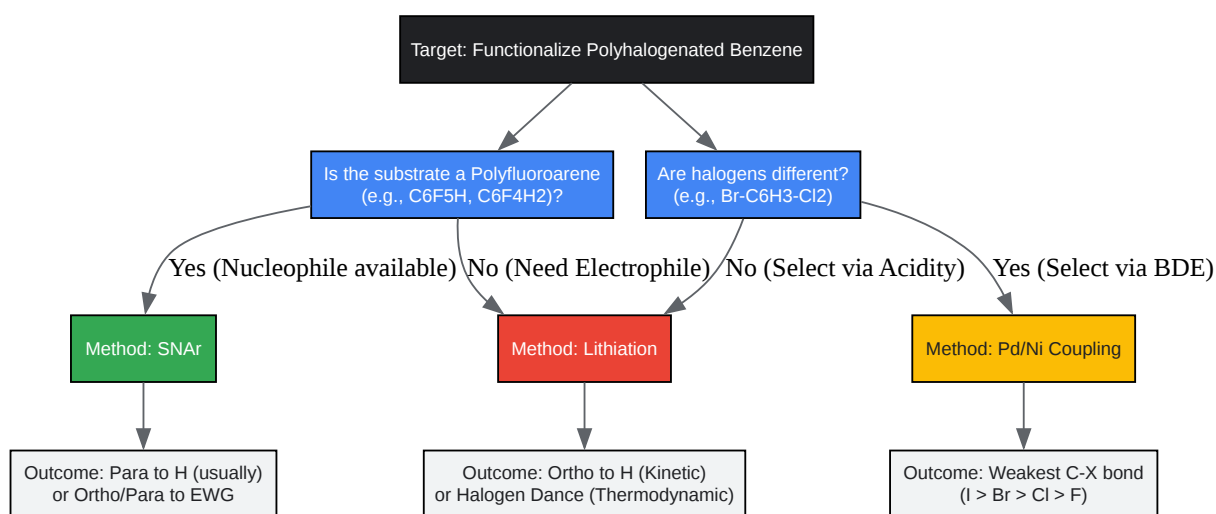 Target: Functionalize Polyhalogenated Benzene
Is the substrate a Polyfluoroarene
(e.g., C6F5H, C6F4H2)?
Are halogens different?
(e.g., Br-C6H3-Cl2)
Yes (Nucleophile available)
No (Need Electrophile)
No (Select via Acidity)
Yes (Select via BDE)
Method: SNAr
Method: Lithiation
Method: Pd/Ni Coupling
Outcome: Para to H (usually)
or Ortho/Para to EWG
Outcome: Ortho to H (Kinetic)
or Halogen Dance (Thermodynamic)
Outcome: Weakest C-X bond
(I > Br > Cl > F)